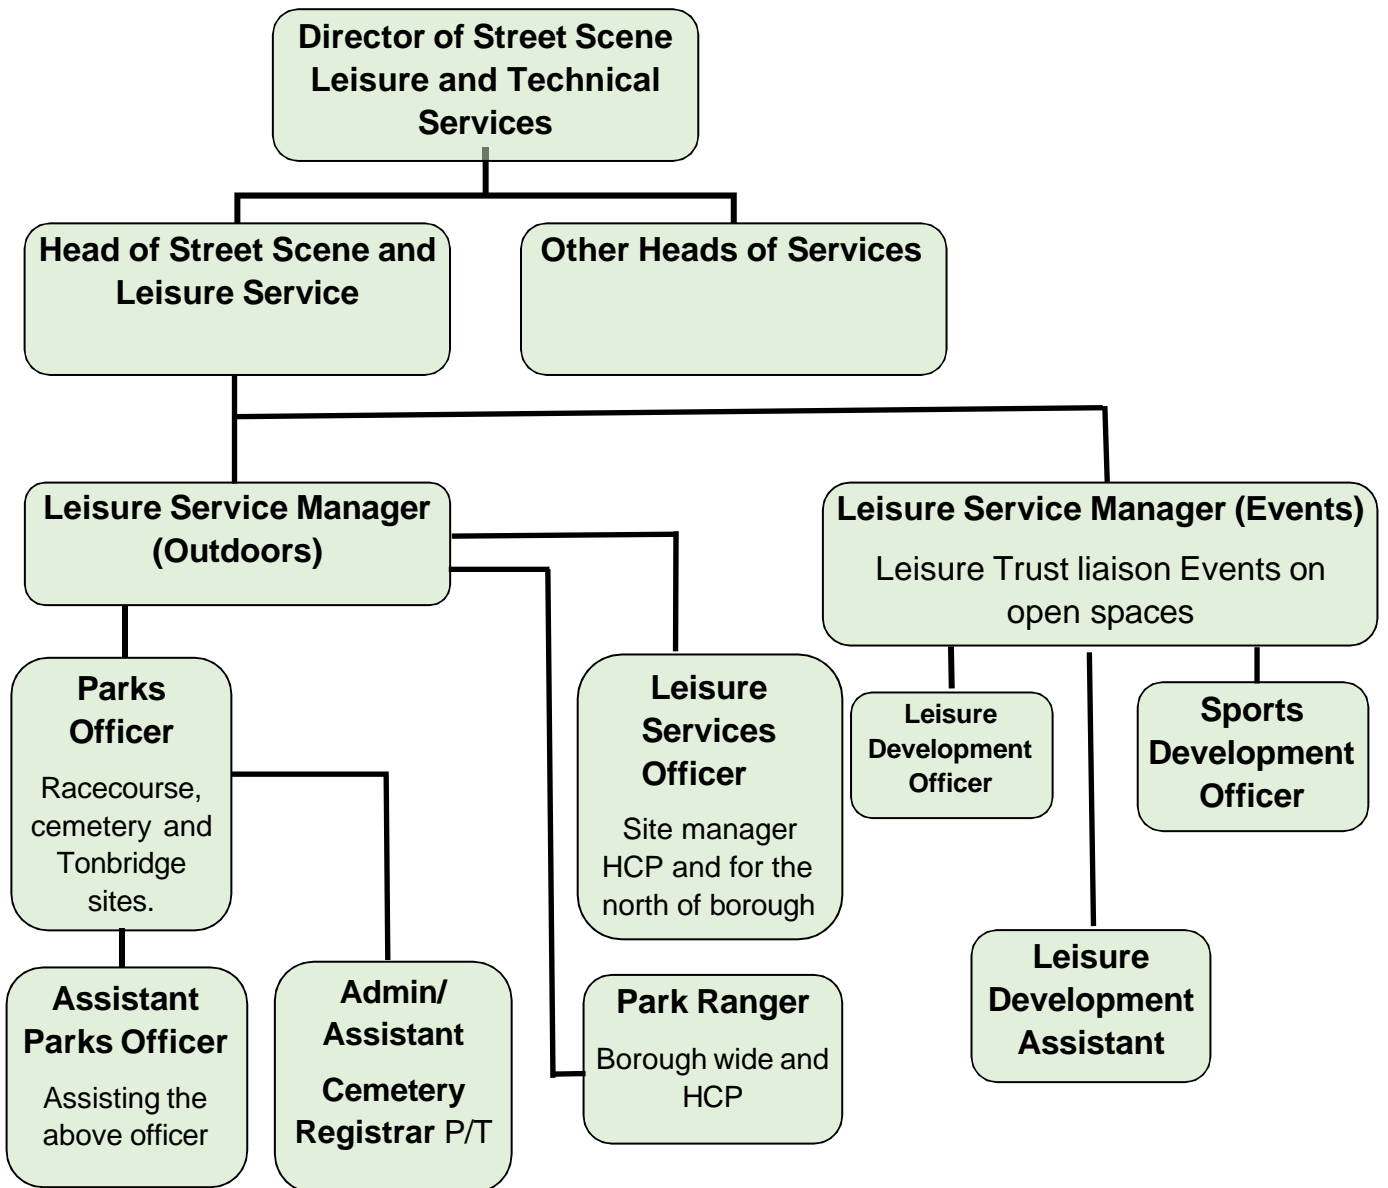 Director of Street Scene
Leisure and Technical
Services
Head of Street Scene and
Leisure Service
Other Heads of Services
Leisure Service Manager
(Outdoors)
Leisure Service Manager (Events)
Leisure Trust liaison Events on
open spaces
Parks
Officer
Racecourse,
cemetery and
Tonbridge
sites.
Leisure
Services
Officer
Site manager
HCP and for the
north of borough
Leisure
Development
Officer
Sports
Development
Officer
Assistant
Parks Officer
Assisting the
above officer
Admin/
Assistant
Cemetery
Registrar P/T
Park Ranger
Borough wide and
HCP
Leisure
Development
Assistant